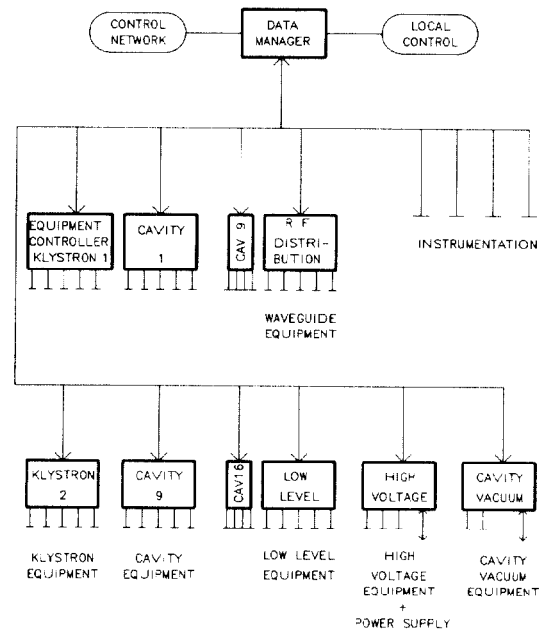 CONTROL
NETWORK
DATA
MANAGER
LOCAL
CONTROL
EQUIPMENT
CONTROLLER
KLYSTRON 1
CAVITY
1
CAV 9
R F
DISTRI-
BUTION
INSTRUMENTATION
WAVEGUIDE
EQUIPMENT
KLYSTRON
2
CAVITY
9
CAV16
LOW
LEVEL
HIGH
VOLTAGE
CAVITY
VACUUM
KLYSTRON
EQUIPMENT
CAVITY
EQUIPMENT
LOW LEVEL
EQUIPMENT
HIGH
VOLTAGE
EQUIPMENT
+
POWER SUPPLY
CAVITY
VACUUM
EQUIPMENT